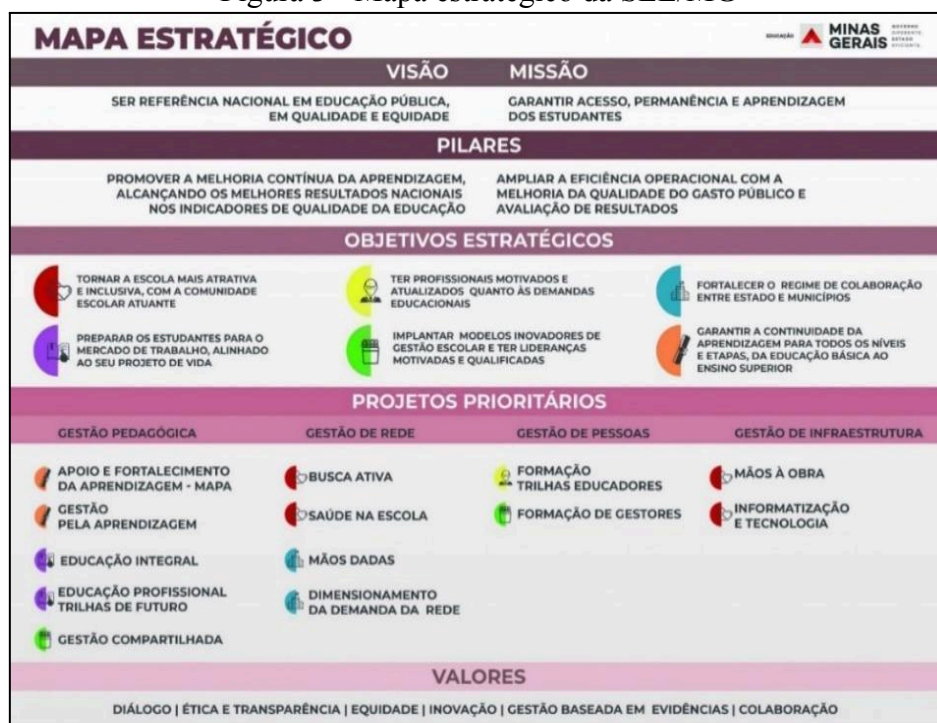 MAPA ESTRATÉGICO
EDUCAÇÃO
MINAS
GERAIS
GOVERNO
DIFERENTE
ESTADO
EFICIENTE
VISÃO
SER REFERÊNCIA NACIONAL EM EDUCAÇÃO PÚBLICA,
EM QUALIDADE E EQUIDADE
MISSÃO
GARANTIR ACESSO, PERMANÊNCIA E APRENDIZAGEM
DOS ESTUDANTES
PILARES
PROMOVER A MELHORIA CONTÍNUA DA APRENDIZAGEM,
ALCANÇANDO OS MELHORES RESULTADOS NACIONAIS
NOS INDICADORES DE QUALIDADE DA EDUCAÇÃO
AMPLIAR A EFICIÊNCIA OPERACIONAL COM A
MELHORIA DA QUALIDADE DO GASTO PÚBLICO E
AVALIAÇÃO DE RESULTADOS
OBJETIVOS ESTRATÉGICOS
TORNAR A ESCOLA MAIS ATRATIVA
E INCLUSIVA, COM A COMUNIDADE
ESCOLAR ATUANTE
TER PROFISSIONAIS MOTIVADOS E
ATUALIZADOS QUANTO ÀS DEMANDAS
EDUCACIONAIS
FORTALECER O REGIME DE COLABORAÇÃO
ENTRE ESTADO E MUNICÍPIOS
PREPARAR OS ESTUDANTES PARA O
MERCADO DE TRABALHO, ALINHADO
AO SEU PROJETO DE VIDA
IMPLANTAR MODELOS INOVADORES DE
GESTÃO ESCOLAR E TER LIDERANÇAS
MOTIVADAS E QUALIFICADAS
GARANTIR A CONTINUIDADE DA
APRENDIZAGEM PARA TODOS OS NÍVEIS
E ETAPAS, DA EDUCAÇÃO BÁSICA AO
ENSINO SUPERIOR
PROJETOS PRIORITÁRIOS
GESTÃO PEDAGÓGICA
APOIO E FORTALECIMENTO
DA APRENDIZAGEM - MAPA
GESTÃO
PELA APRENDIZAGEM
EDUCAÇÃO INTEGRAL
EDUCAÇÃO PROFISSIONAL
TRILHAS DE FUTURO
GESTÃO COMPARTILHADA
GESTÃO DE REDE
BUSCA ATIVA
SAÚDE NA ESCOLA
MÃOS DADAS
DIMENSIONAMENTO
DA DEMANDA DA REDE
GESTÃO DE PESSOAS
FORMAÇÃO
TRILHAS EDUCADORES
FORMAÇÃO DE GESTORES
GESTÃO DE INFRAESTRUTURA
MÃOS À OBRA
INFORMATIZAÇÃO
E TECNOLOGIA
VALORES
DIÁLOGO | ÉTICA E TRANSPARÊNCIA | EQUIDADE | INOVAÇÃO | GESTÃO BASEADA EM EVIDÊNCIAS | COLABORAÇÃO